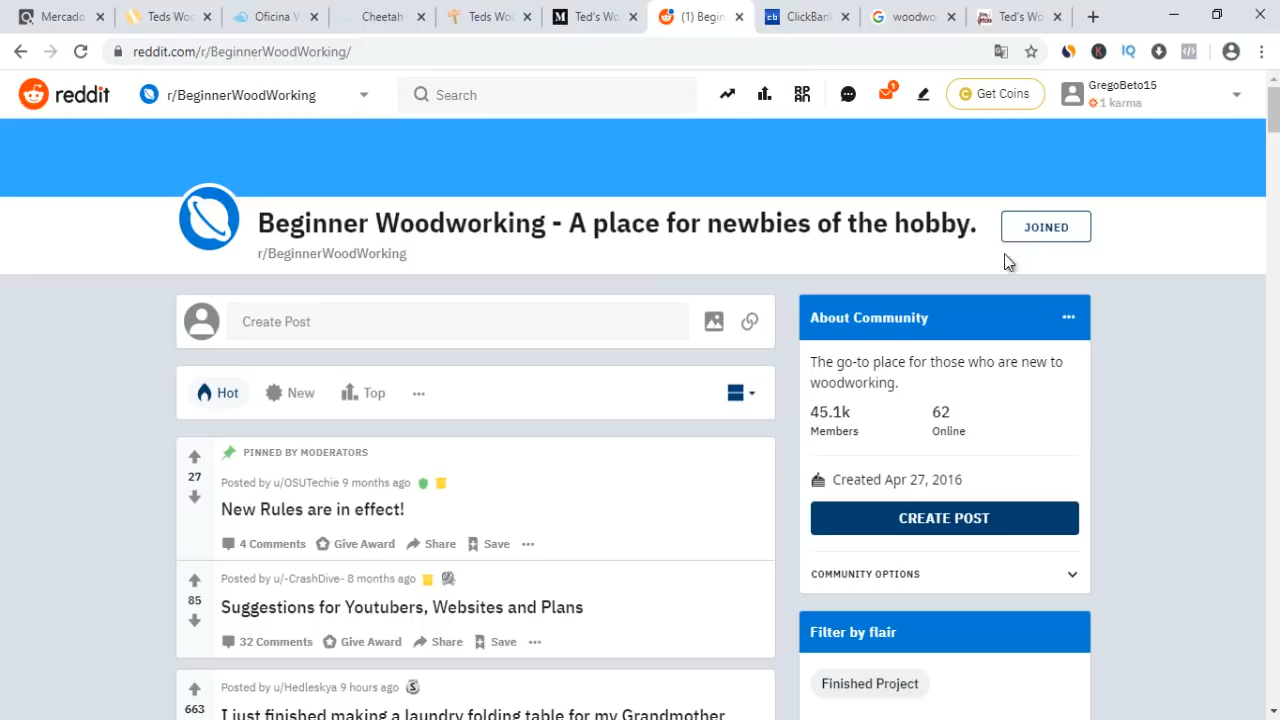 Mercado
Teds Wo
Oficina V
Cheetah
Teds Wo
Ted's Wo
(1) Begin
ClickBan
woodwo
Ted's Wo
reddit.com/r/BeginnerWoodWorking/
reddit
r/BeginnerWoodWorking
Search
1
Get Coins
GregoBeto15
1 karma
Beginner Woodworking - A place for newbies of the hobby.
JOINED
r/BeginnerWoodWorking
Create Post
Hot
New
Top
PINNED BY MODERATORS
27
Posted by u/OSUTechie 9 months ago
New Rules are in effect!
4 Comments
Give Award
Share
Save
Posted by u/-CrashDive- 8 months ago
85
Suggestions for Youtubers, Websites and Plans
32 Comments
Give Award
Share
Save
Posted by u/Hedleskya 9 hours ago
663
I just finished making a laundry folding table for my Grandmother
About Community
The go-to place for those who are new to
woodworking.
45.1k
62
Members
Online
Created Apr 27, 2016
CREATE POST
COMMUNITY OPTIONS
Filter by flair
Finished Project